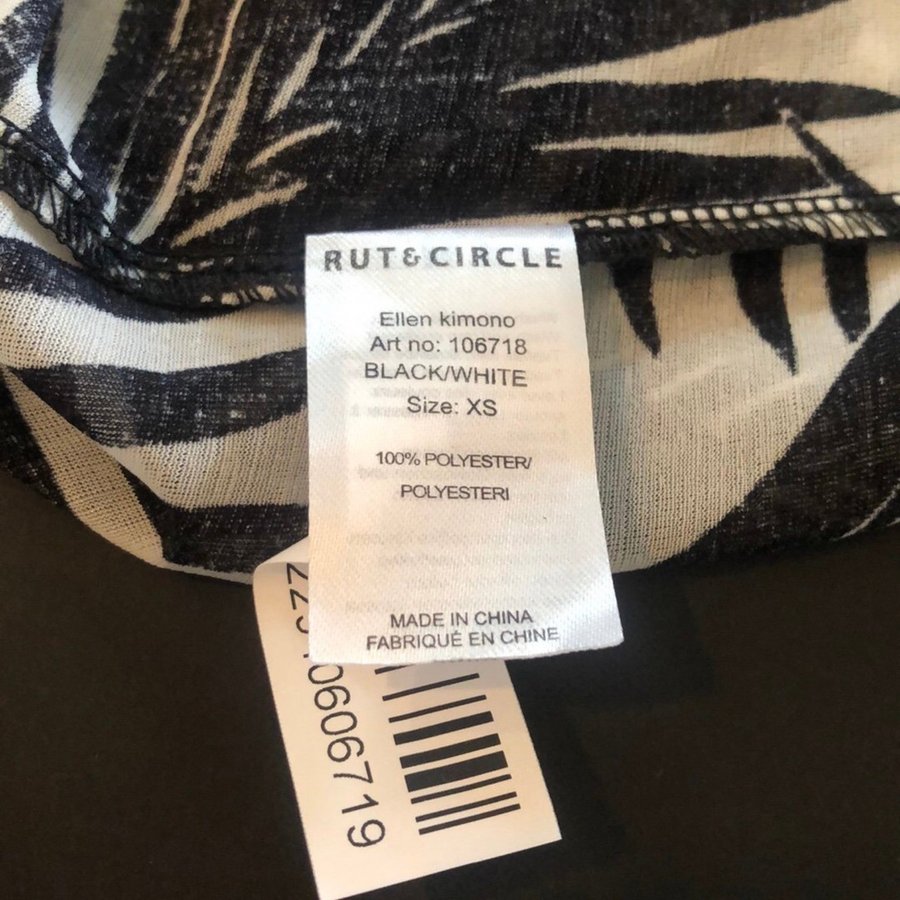 RUT&CIRCLE
Ellen kimono
Art no: 106718
BLACK/WHITE
Size: XS
100% POLYESTER/
POLYESTERI
MADE IN CHINA
FABRIQUÉ EN CHINE
0606719